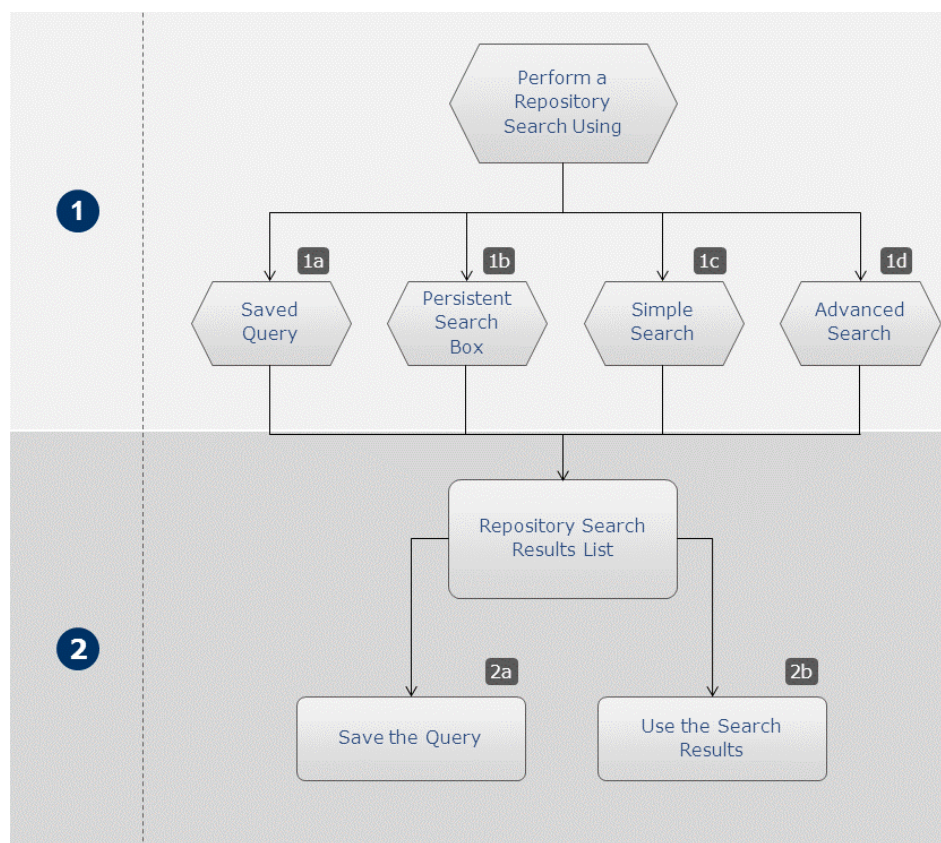 Perform a
Repository
Search Using
1
1a
1b
1c
1d
Saved
Query
Persistent
Search
Box
Simple
Search
Advanced
Search
Repository Search
Results List
2
2a
2b
Save the Query
Use the Search
Results